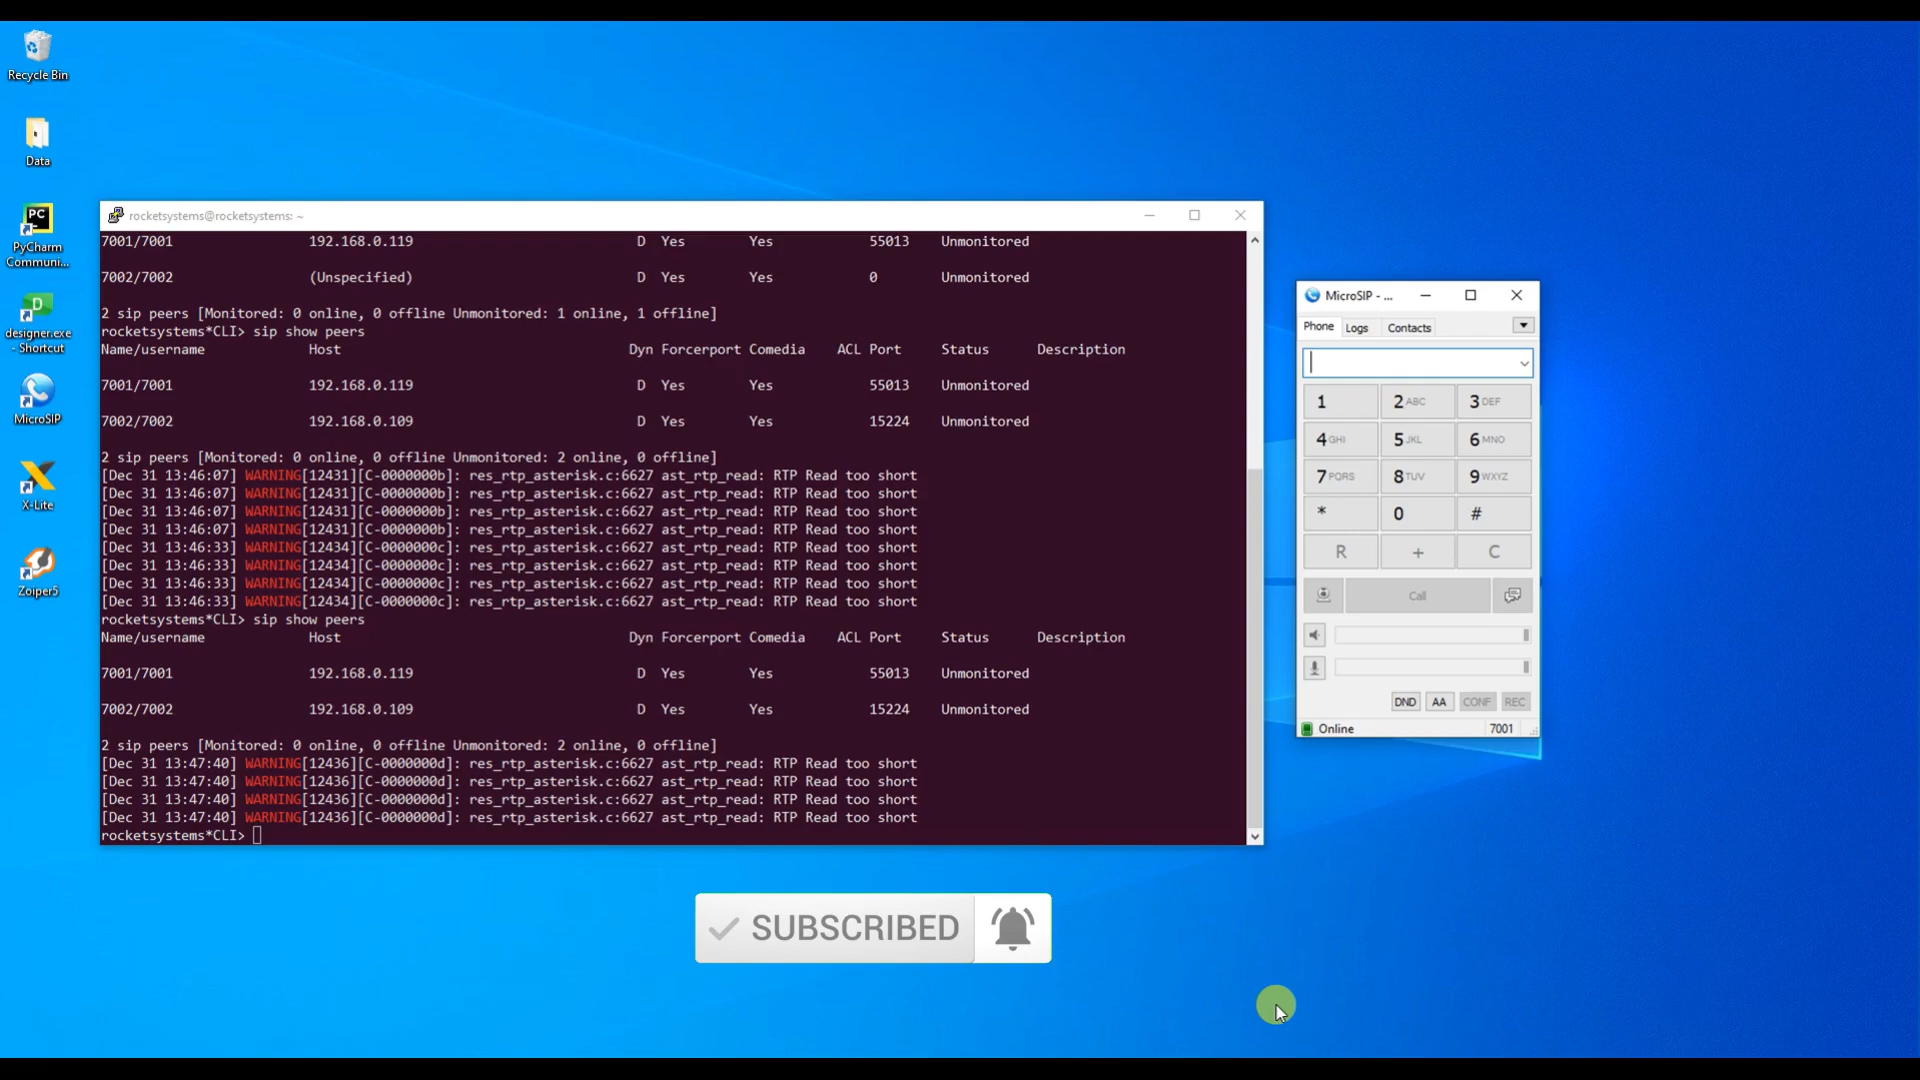 Recycle Bin
Data
PC
PyCharm
Communi...
D
designer.exe
- Shortcut
MicroSIP
X-Lite
Zoiper5
rocketsystems@rocketsystems: ~
7001/7001 192.168.0.119 D Yes Yes 55013 Unmonitored
7002/7002 (Unspecified) D Yes Yes 0 Unmonitored
2 sip peers [Monitored: 0 online, 0 offline Unmonitored: 1 online, 1 offline]
rocketsystems*CLI> sip show peers
Name/username Host Dyn Forcerport Comedia ACL Port Status Description
7001/7001 192.168.0.119 D Yes Yes 55013 Unmonitored
7002/7002 192.168.0.109 D Yes Yes 15224 Unmonitored
2 sip peers [Monitored: 0 online, 0 offline Unmonitored: 2 online, 0 offline]
[Dec 31 13:46:07] WARNING[12431][C-0000000b]: res_rtp_asterisk.c:6627 ast_rtp_read: RTP Read too short
[Dec 31 13:46:07] WARNING[12431][C-0000000b]: res_rtp_asterisk.c:6627 ast_rtp_read: RTP Read too short
[Dec 31 13:46:07] WARNING[12431][C-0000000b]: res_rtp_asterisk.c:6627 ast_rtp_read: RTP Read too short
[Dec 31 13:46:07] WARNING[12431][C-0000000b]: res_rtp_asterisk.c:6627 ast_rtp_read: RTP Read too short
[Dec 31 13:46:33] WARNING[12434][C-0000000c]: res_rtp_asterisk.c:6627 ast_rtp_read: RTP Read too short
[Dec 31 13:46:33] WARNING[12434][C-0000000c]: res_rtp_asterisk.c:6627 ast_rtp_read: RTP Read too short
[Dec 31 13:46:33] WARNING[12434][C-0000000c]: res_rtp_asterisk.c:6627 ast_rtp_read: RTP Read too short
[Dec 31 13:46:33] WARNING[12434][C-0000000c]: res_rtp_asterisk.c:6627 ast_rtp_read: RTP Read too short
rocketsystems*CLI> sip show peers
Name/username Host Dyn Forcerport Comedia ACL Port Status Description
7001/7001 192.168.0.119 D Yes Yes 55013 Unmonitored
7002/7002 192.168.0.109 D Yes Yes 15224 Unmonitored
2 sip peers [Monitored: 0 online, 0 offline Unmonitored: 2 online, 0 offline]
[Dec 31 13:47:40] WARNING[12436][C-0000000d]: res_rtp_asterisk.c:6627 ast_rtp_read: RTP Read too short
[Dec 31 13:47:40] WARNING[12436][C-0000000d]: res_rtp_asterisk.c:6627 ast_rtp_read: RTP Read too short
[Dec 31 13:47:40] WARNING[12436][C-0000000d]: res_rtp_asterisk.c:6627 ast_rtp_read: RTP Read too short
[Dec 31 13:47:40] WARNING[12436][C-0000000d]: res_rtp_asterisk.c:6627 ast_rtp_read: RTP Read too short
rocketsystems*CLI>
MicroSIP - ...
Phone Logs Contacts
1 2 ABC 3 DEF
4 GHI 5 JKL 6 MNO
7 PQRS 8 TUV 9 WXYZ
* 0 #
R + C
Call
DND AA CONF REC
Online 7001
SUBSCRIBED